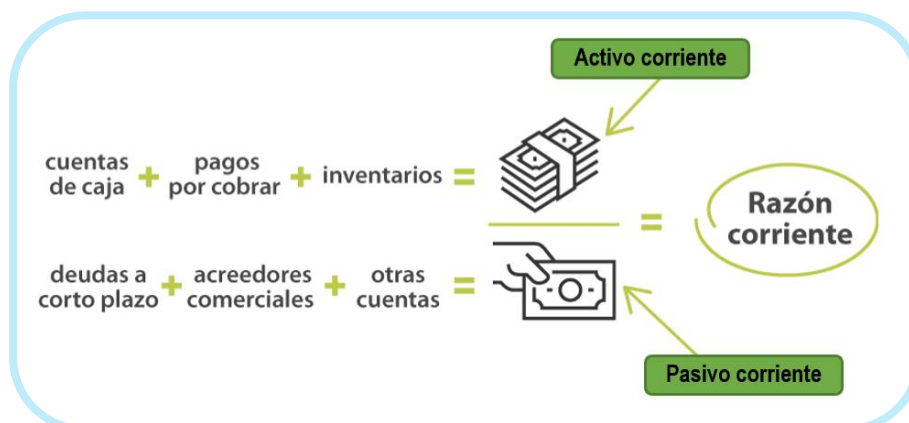 Activo corriente
cuentas
de caja
+
pagos
por cobrar
+
inventarios
=
=
Razón
corriente
deudas a
corto plazo
+
acreedores
comerciales
+
otras
cuentas
=
Pasivo corriente